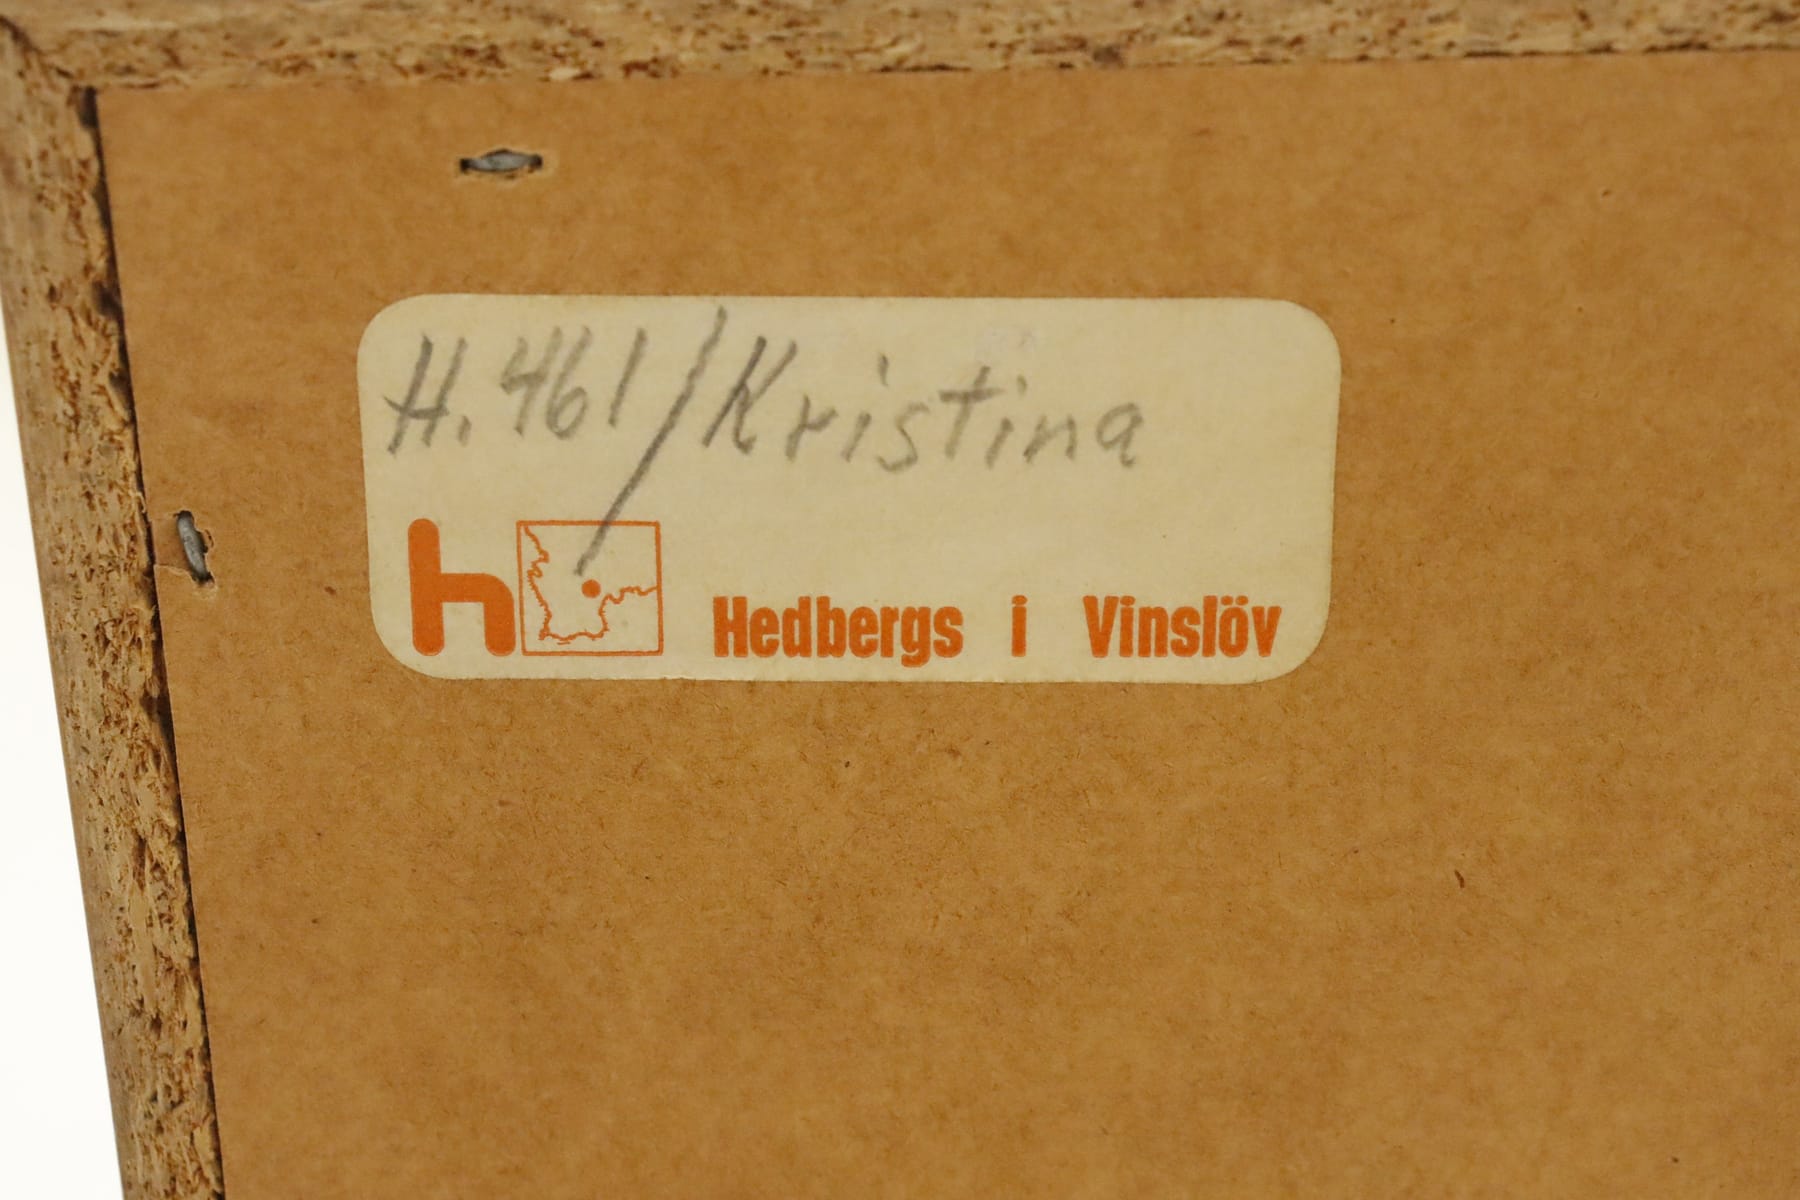 H. 461/Kristina
h Hedbergs i Vinslöv